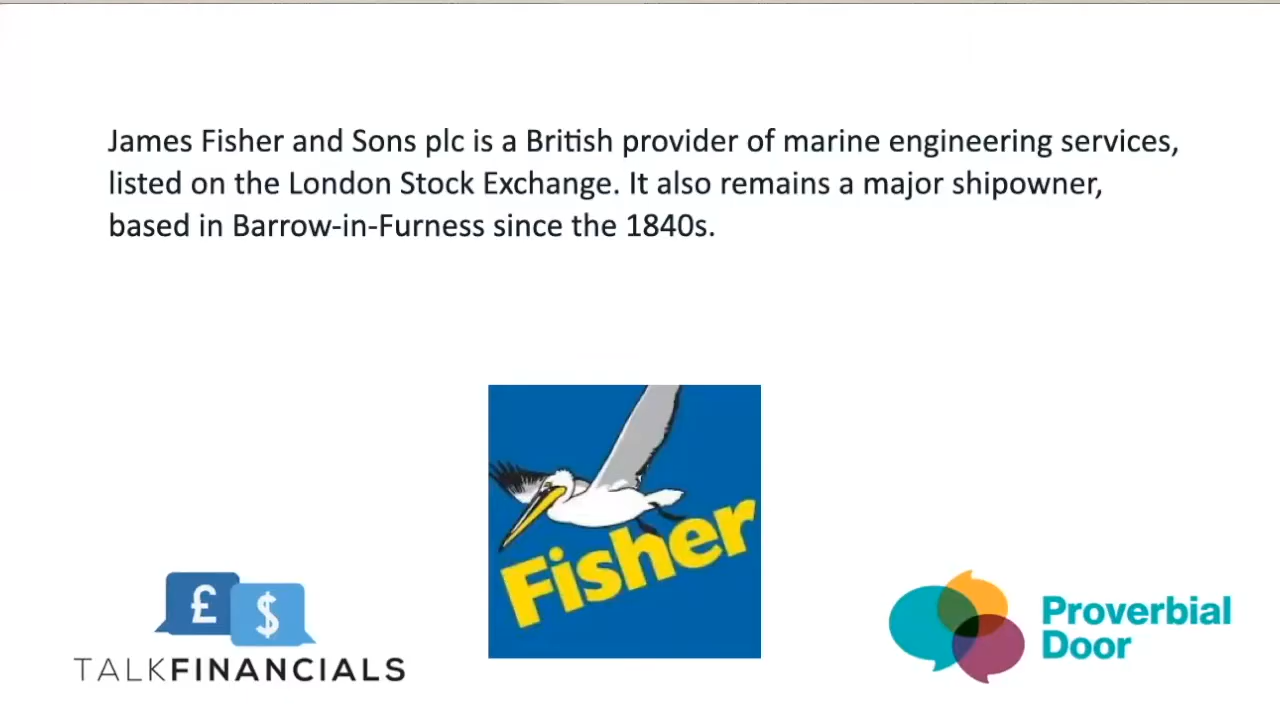 James Fisher and Sons plc is a British provider of marine engineering services,
listed on the London Stock Exchange. It also remains a major shipowner,
based in Barrow-in-Furness since the 1840s.
Fisher
£ $
TALKFINANCIALS
Proverbial
Door